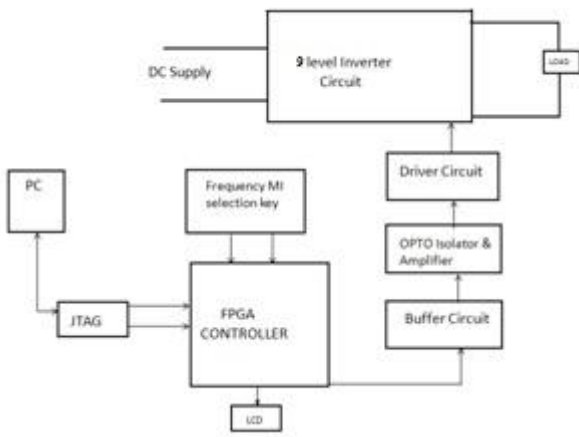 9 level Inverter
Circuit
DC Supply
LOAD
Driver Circuit
PC
Frequency MI
selection key
OPTO Isolator &
Amplifier
FPGA
CONTROLLER
JTAG
Buffer Circuit
LCD